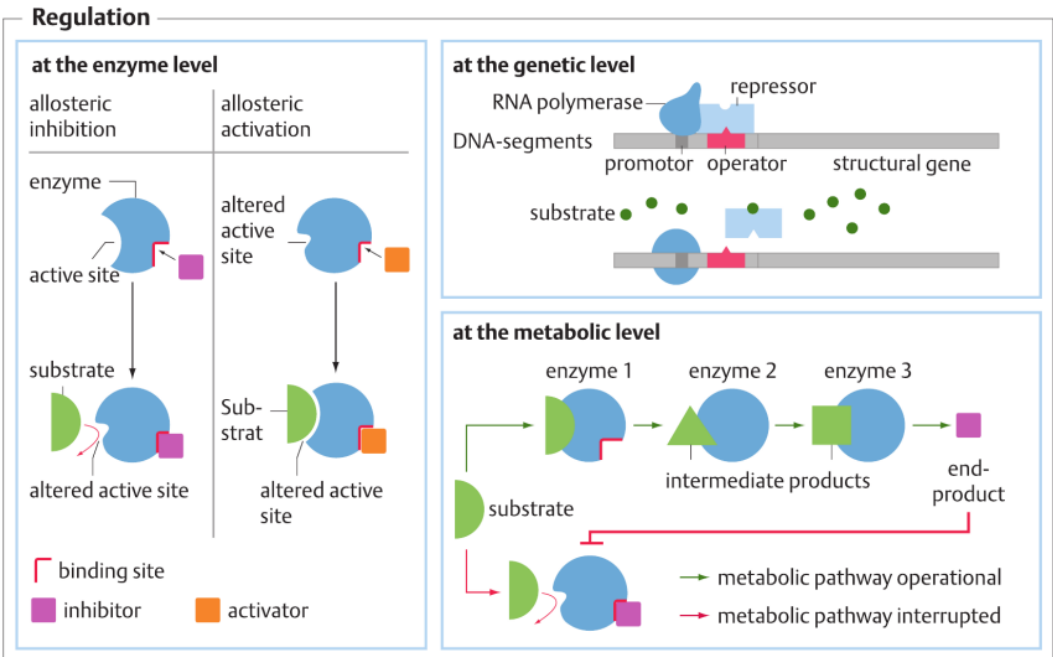 Regulation
at the enzyme level
allosteric
inhibition
allosteric
activation
enzyme
active site
altered
active
site
substrate
altered active site
Sub-
strat
altered active
site
binding site
inhibitor
activator
at the genetic level
RNA polymerase
repressor
DNA-segments
promotor
operator
structural gene
substrate
at the metabolic level
enzyme 1
enzyme 2
enzyme 3
intermediate products
end-
product
substrate
metabolic pathway operational
metabolic pathway interrupted